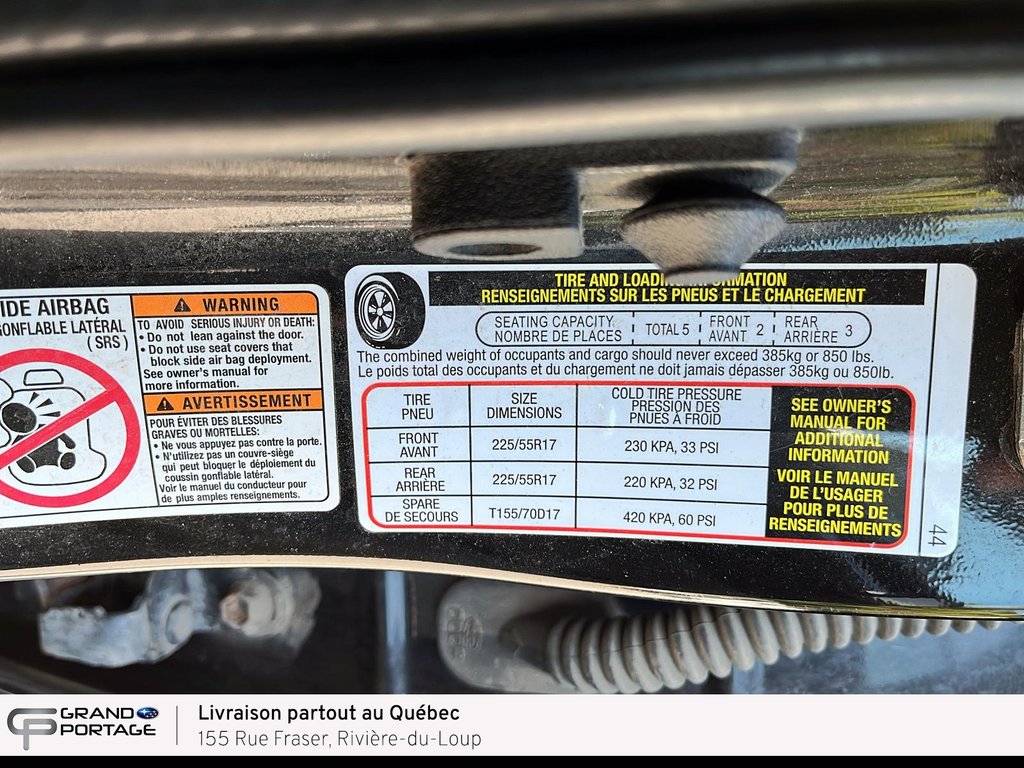 IDE AIRBAG
GONFLABLE LATÉRAL
( SRS )
WARNING
TO AVOID SERIOUS INJURY OR DEATH:
• Do not lean against the door.
• Do not use seat covers that
block side air bag deployment.
See owner's manual for
more information.
AVERTISSEMENT
POUR ÉVITER DES BLESSURES
GRAVES OU MORTELLES:
• Ne vous appuyez pas contre la porte.
• N'utilizez pas un couvre-siège
qui peut bloquer le déploiement du
coussin gonflable latéral.
Voir le manuel du conducteur pour
de plus amples renseignements.
TIRE AND LOADING INFORMATION
RENSEIGNEMENTS SUR LES PNEUS ET LE CHARGEMENT
SEATING CAPACITY TOTAL 5 FRONT 2 REAR 3
NOMBRE DE PLACES AVANT ARRIÈRE
The combined weight of occupants and cargo should never exceed 385kg or 850 lbs.
Le poids total des occupants et du chargement ne doit jamais dépasser 385kg ou 850lb.
TIRE SIZE COLD TIRE PRESSURE
PNEU DIMENSIONS PRESSION DES
PNUES À FROID
FRONT
AVANT 225/55R17 230 KPA, 33 PSI
REAR
ARRIÈRE 225/55R17 220 KPA, 32 PSI
SPARE
DE SECOURS T155/70D17 420 KPA, 60 PSI
SEE OWNER'S
MANUAL FOR
ADDITIONAL
INFORMATION
VOIR LE MANUEL
DE L'USAGER
POUR PLUS DE
RENSEIGNEMENTS
44
GRAND
PORTAGE
Livraison partout au Québec
155 Rue Fraser, Rivière-du-Loup